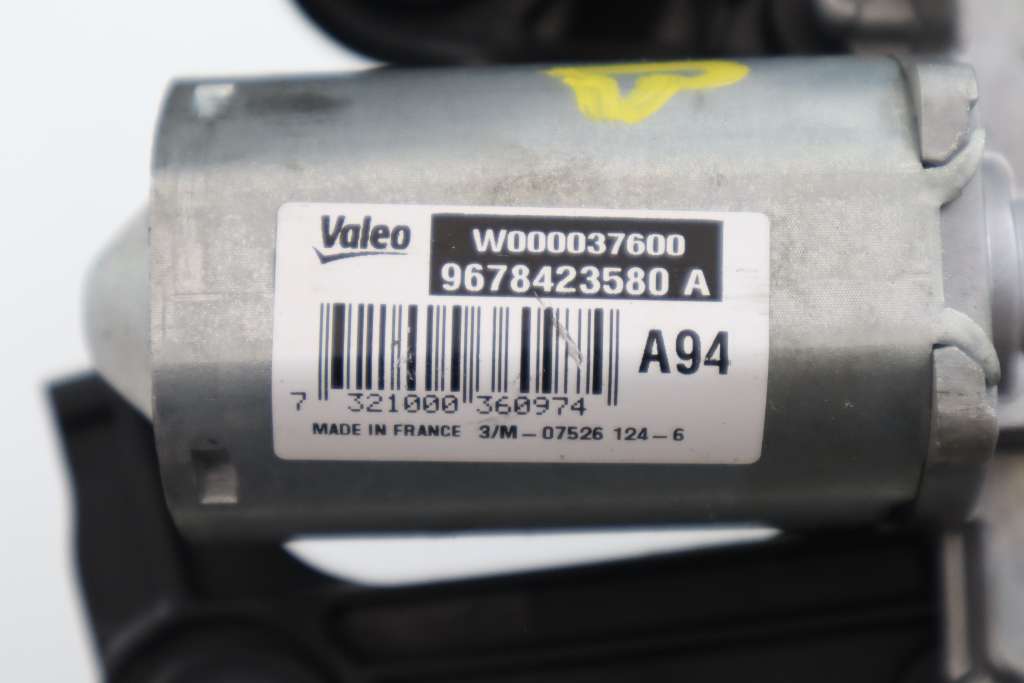 Valeo
W000037600
9678423580 A
A94
7 321000 360974
MADE IN FRANCE 3/M-07526 124-6